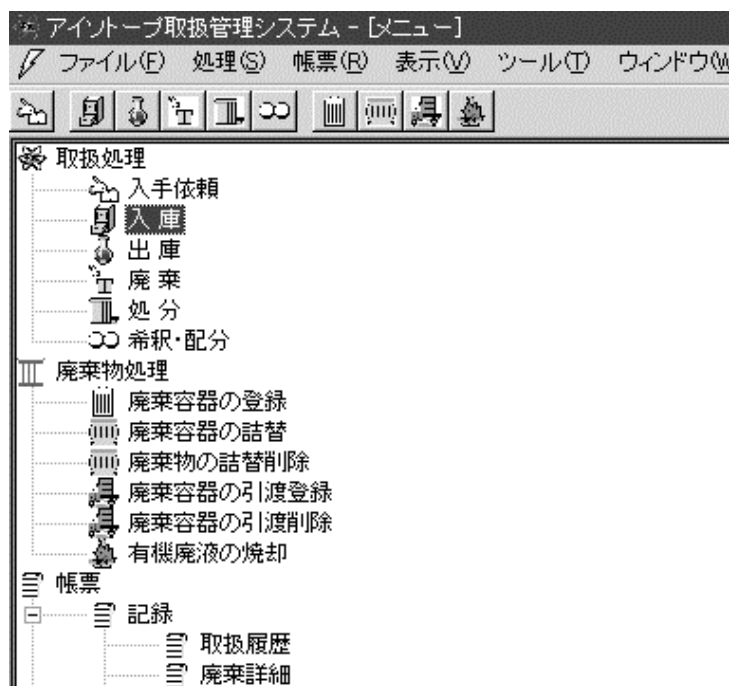 アイソトープ取扱管理システム - [メニュー]
ファイル(F) 処理(S) 帳票(R) 表示(V) ツール(T) ウィンドウ(W
取扱処理
入手依頼
入 庫
出 庫
廃 棄
処 分
希釈・配分
廃棄物処理
廃棄容器の登録
廃棄容器の詰替
廃棄物の詰替削除
廃棄容器の引渡登録
廃棄容器の引渡削除
有機廃液の焼却
帳票
記録
取扱履歴
廃棄詳細